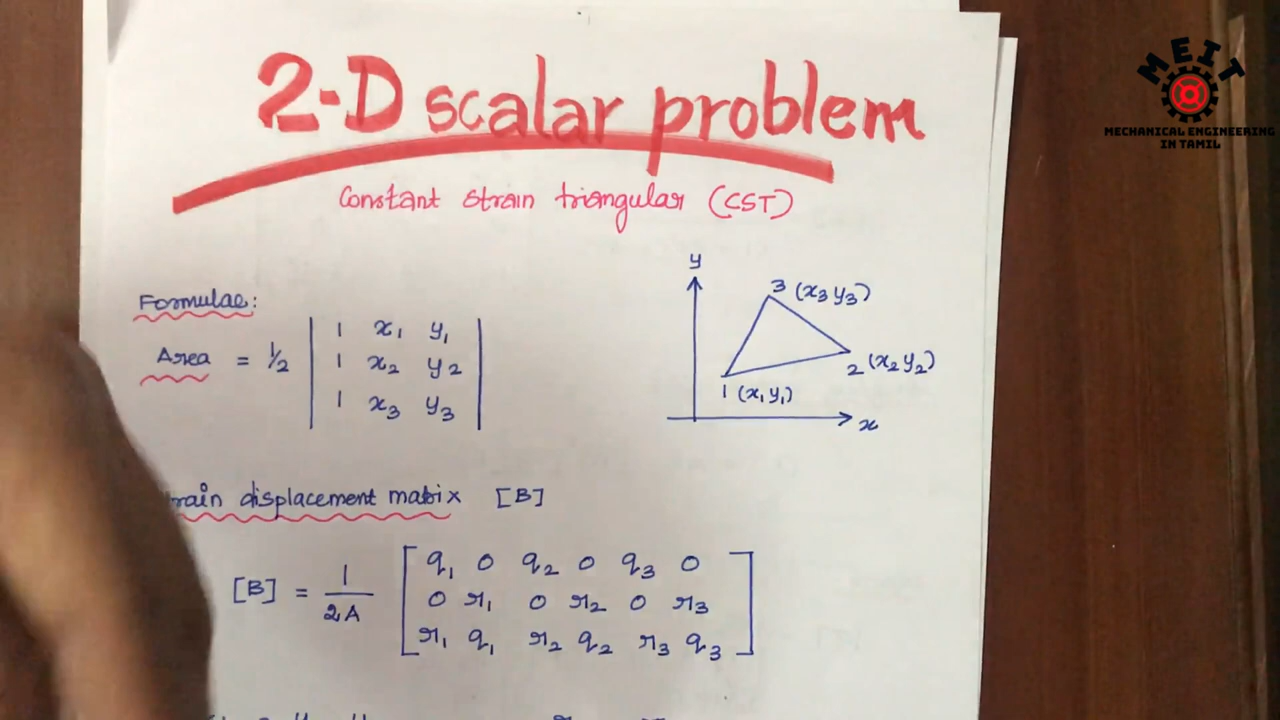 2-D scalar problem
Constant strain triangular (CST)
Formulae:
Area = 1/2 | 1 x₁ y₁ |
| 1 x₂ y₂ |
| 1 x₃ y₃ |
y
3 (x₃ y₃)
2 (x₂ y₂)
1 (x₁ y₁)
x
rain displacement matix [B]
[B] = 1/2A [ q₁ 0 q₂ 0 q₃ 0 ]
[ 0 r₁ 0 r₂ 0 r₃ ]
[ r₁ q₁ r₂ q₂ r₃ q₃ ]
MEIT
MECHANICAL ENGINEERING
IN TAMIL